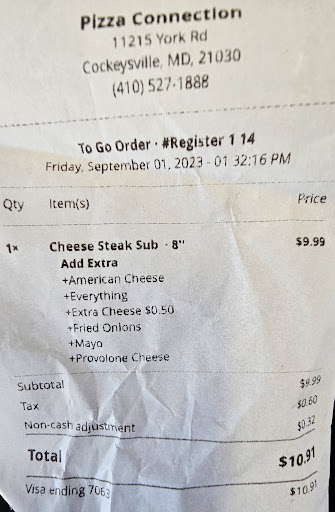 Pizza Connection
11215 York Rd
Cockeysville, MD, 21030
(410) 527-1888
To Go Order · #Register 1 14
Friday, September 01, 2023 - 01:32:16 PM
Qty Item(s) Price
1x Cheese Steak Sub · 8" $9.99
Add Extra
+American Cheese
+Everything
+Extra Cheese $0.50
+Fried Onions
+Mayo
+Provolone Cheese
Subtotal $9.99
Tax $0.60
Non-cash adjustment $0.32
Total $10.91
Visa ending 7063 $10.91